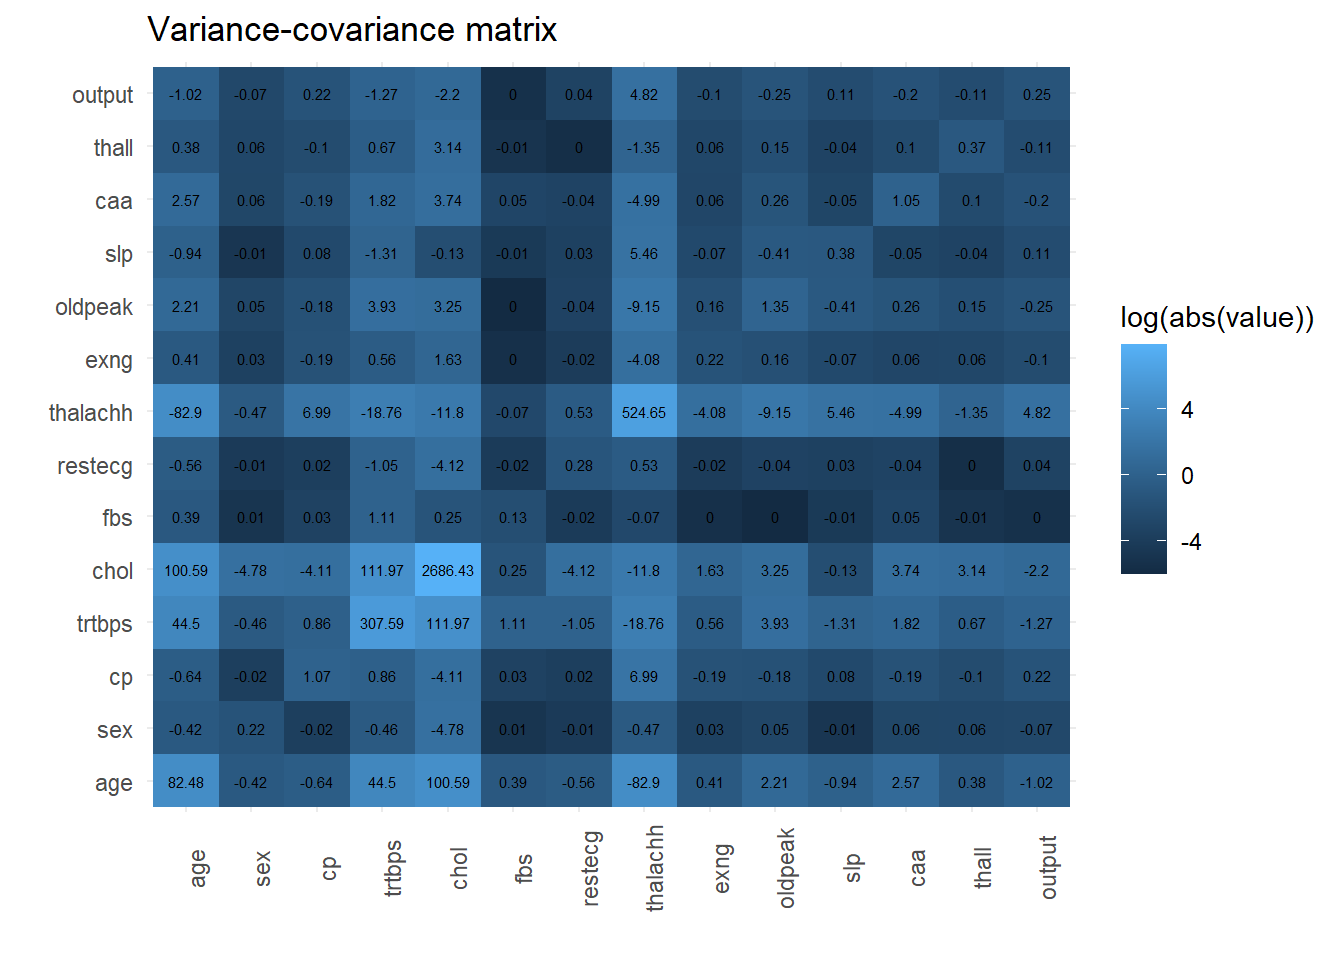 Variance-covariance matrix
output -1.02 -0.07 0.22 -1.27 -2.2 0 0.04 4.82 -0.1 -0.25 0.11 -0.2 -0.11 0.25
thall 0.38 0.06 -0.1 0.67 3.14 -0.01 0 -1.35 0.06 0.15 -0.04 0.1 0.37 -0.11
caa 2.57 0.06 -0.19 1.82 3.74 0.05 -0.04 -4.99 0.06 0.26 -0.05 1.05 0.1 -0.2
slp -0.94 -0.01 0.08 -1.31 -0.13 -0.01 0.03 5.46 -0.07 -0.41 0.38 -0.05 -0.04 0.11
oldpeak 2.21 0.05 -0.18 3.93 3.25 0 -0.04 -9.15 0.16 1.35 -0.41 0.26 0.15 -0.25
exng 0.41 0.03 -0.19 0.56 1.63 0 -0.02 -4.08 0.22 0.16 -0.07 0.06 0.06 -0.1
thalachh -82.9 -0.47 6.99 -18.76 -11.8 -0.07 0.53 524.65 -4.08 -9.15 5.46 -4.99 -1.35 4.82
restecg -0.56 -0.01 0.02 -1.05 -4.12 -0.02 0.28 0.53 -0.02 -0.04 0.03 -0.04 0 0.04
fbs 0.39 0.01 0.03 1.11 0.25 0.13 -0.02 -0.07 0 0 -0.01 0.05 -0.01 0
chol 100.59 -4.78 -4.11 111.97 2686.43 0.25 -4.12 -11.8 1.63 3.25 -0.13 3.74 3.14 -2.2
trtbps 44.5 -0.46 0.86 307.59 111.97 1.11 -1.05 -18.76 0.56 3.93 -1.31 1.82 0.67 -1.27
cp -0.64 -0.02 1.07 0.86 -4.11 0.03 0.02 6.99 -0.19 -0.18 0.08 -0.19 -0.1 0.22
sex -0.42 0.22 -0.02 -0.46 -4.78 0.01 -0.01 -0.47 0.03 0.05 -0.01 0.06 0.06 -0.07
age 82.48 -0.42 -0.64 44.5 100.59 0.39 -0.56 -82.9 0.41 2.21 -0.94 2.57 0.38 -1.02
age sex cp trtbps chol fbs restecg thalachh exng oldpeak slp caa thall output
log(abs(value))
4
0
-4